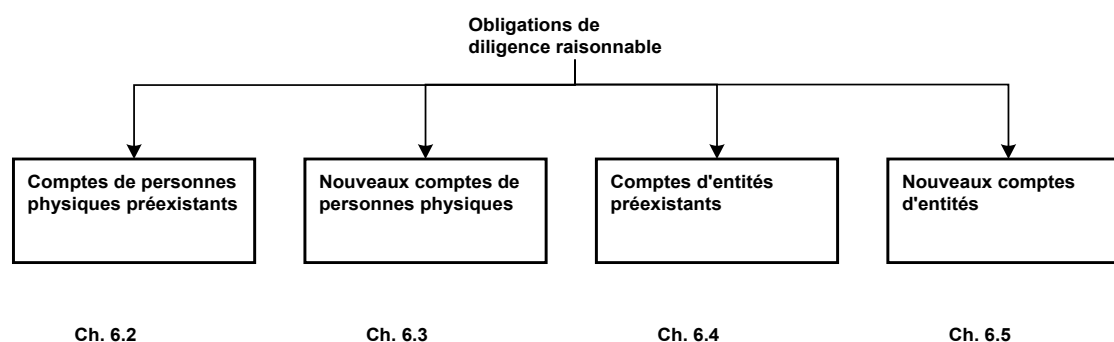 Obligations de
diligence raisonnable
Comptes de personnes
physiques préexistants
Nouveaux comptes de
personnes physiques
Comptes d'entités
préexistants
Nouveaux comptes
d'entités
Ch. 6.2
Ch. 6.3
Ch. 6.4
Ch. 6.5